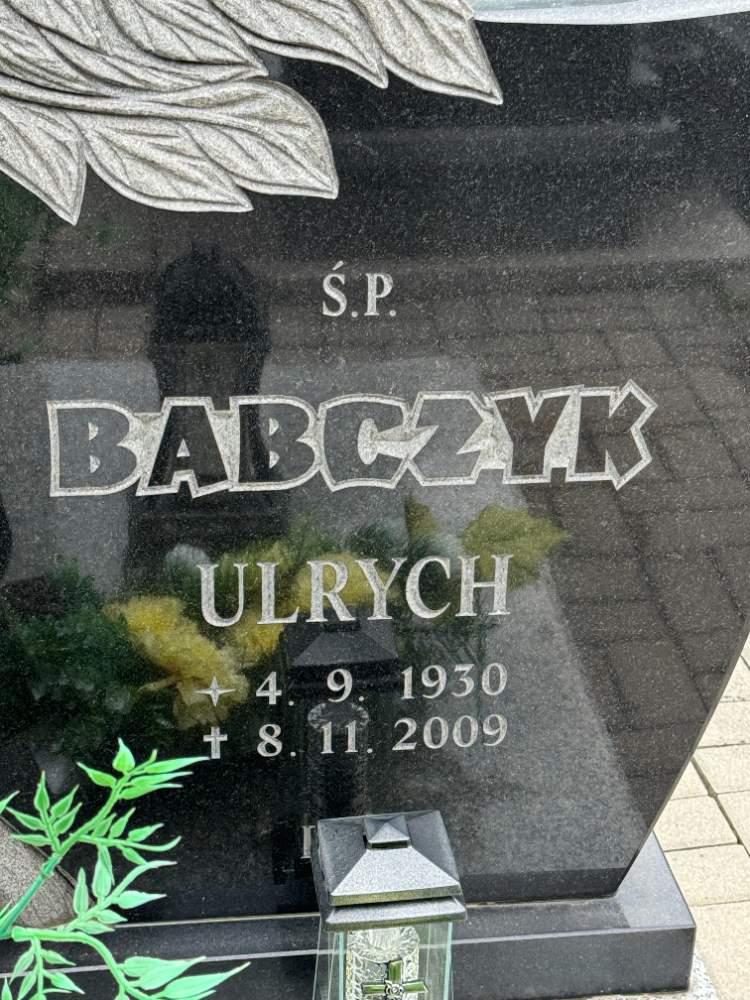 Ś.P.
BABCZYK
ULRYCH
4. 9. 1930
✝ 8. 11. 2009